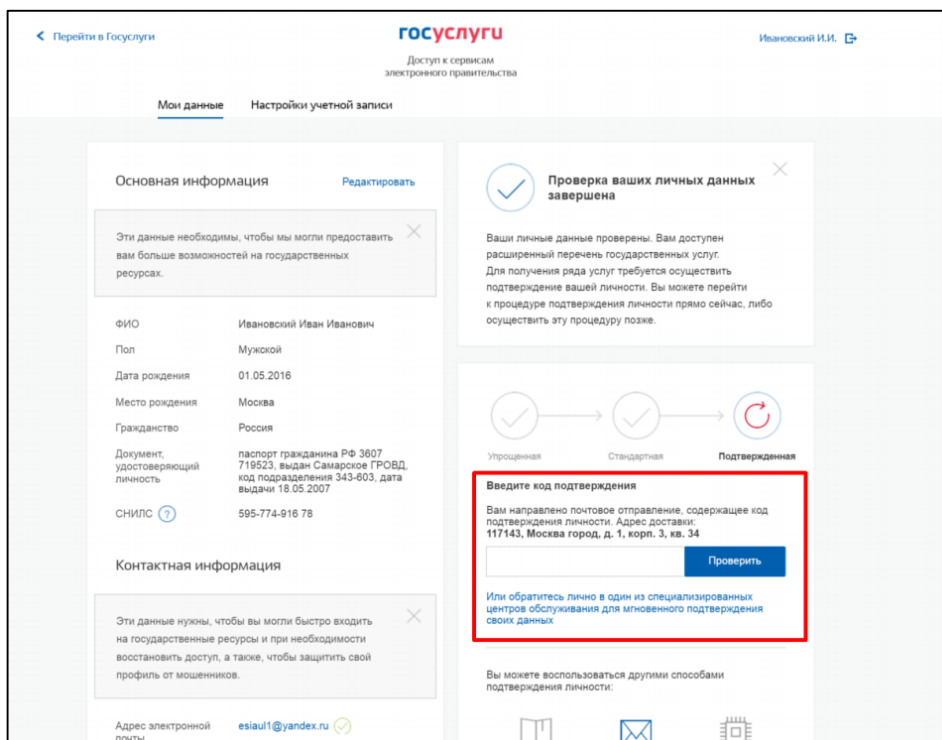 Перейти в Госуслуги
госуслуги
Ивановский И.И.
Доступ к сервисам
электронного правительства
Мои данные
Настройки учетной записи
Основная информация
Редактировать
Эти данные необходимы, чтобы мы могли предоставить
вам больше возможностей на государственных
ресурсах.
ФИО Ивановский Иван Иванович
Пол Мужской
Дата рождения 01.05.2016
Место рождения Москва
Гражданство Россия
Документ,
удостоверяющий
личность
паспорт гражданина РФ 3607
719523, выдан Самарское ГРОВД,
код подразделения 343-603, дата
выдачи 18.05.2007
СНИЛС ? 595-774-916 78
Контактная информация
Эти данные нужны, чтобы вы могли быстро входить
на государственные ресурсы и при необходимости
восстановить доступ, а также, чтобы защитить свой
профиль от мошенников.
Адрес электронной
почты
esiaul1@yandex.ru
Проверка ваших личных данных
завершена
Ваши личные данные проверены. Вам доступен
расширенный перечень государственных услуг.
Для получения ряда услуг требуется осуществить
подтверждение вашей личности. Вы можете перейти
к процедуре подтверждения личности прямо сейчас, либо
осуществить эту процедуру позже.
Упрощенная
Стандартная
Подтвержденная
Введите код подтверждения
Вам направлено почтовое отправление, содержащее код
подтверждения личности. Адрес доставки:
117143, Москва город, д. 1, корп. 3, кв. 34
Проверить
Или обратитесь лично в один из специализированных
центров обслуживания для мгновенного подтверждения
своих данных
Вы можете воспользоваться другими способами
подтверждения личности: